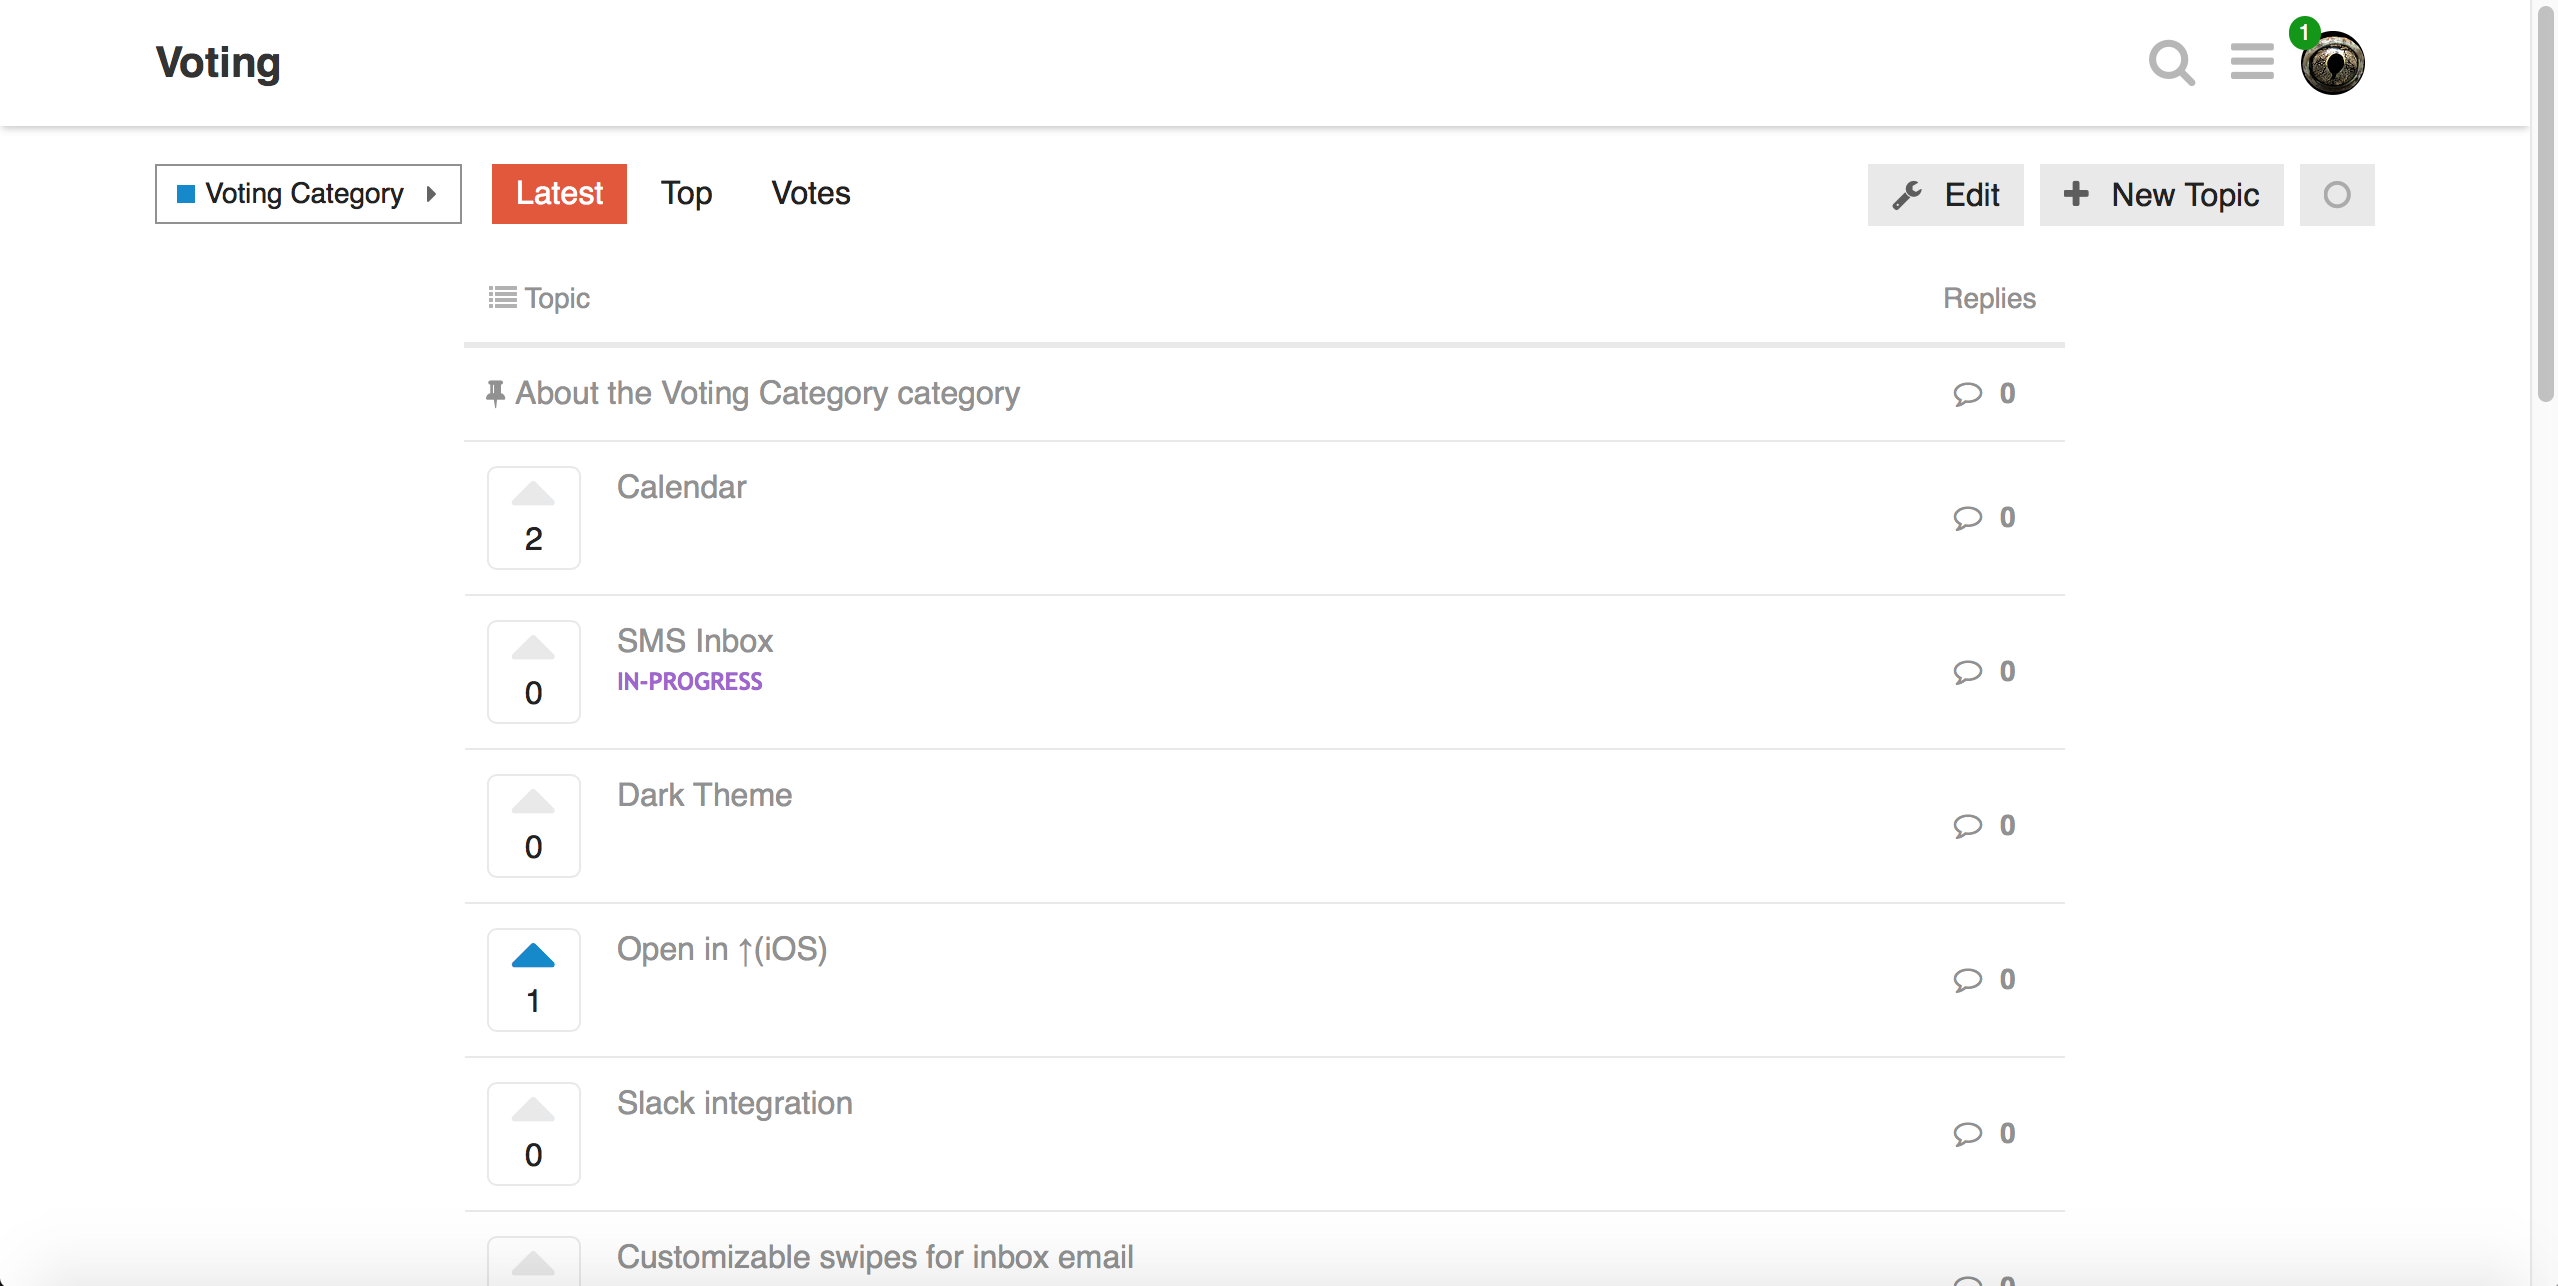 Voting
1
Voting Category
Latest Top Votes
Edit
New Topic
Topic Replies
About the Voting Category category 0
Calendar
2
0
SMS Inbox
IN-PROGRESS
0
0
Dark Theme
0
0
Open in ↑(iOS)
1
0
Slack integration
0
0
Customizable swipes for inbox email